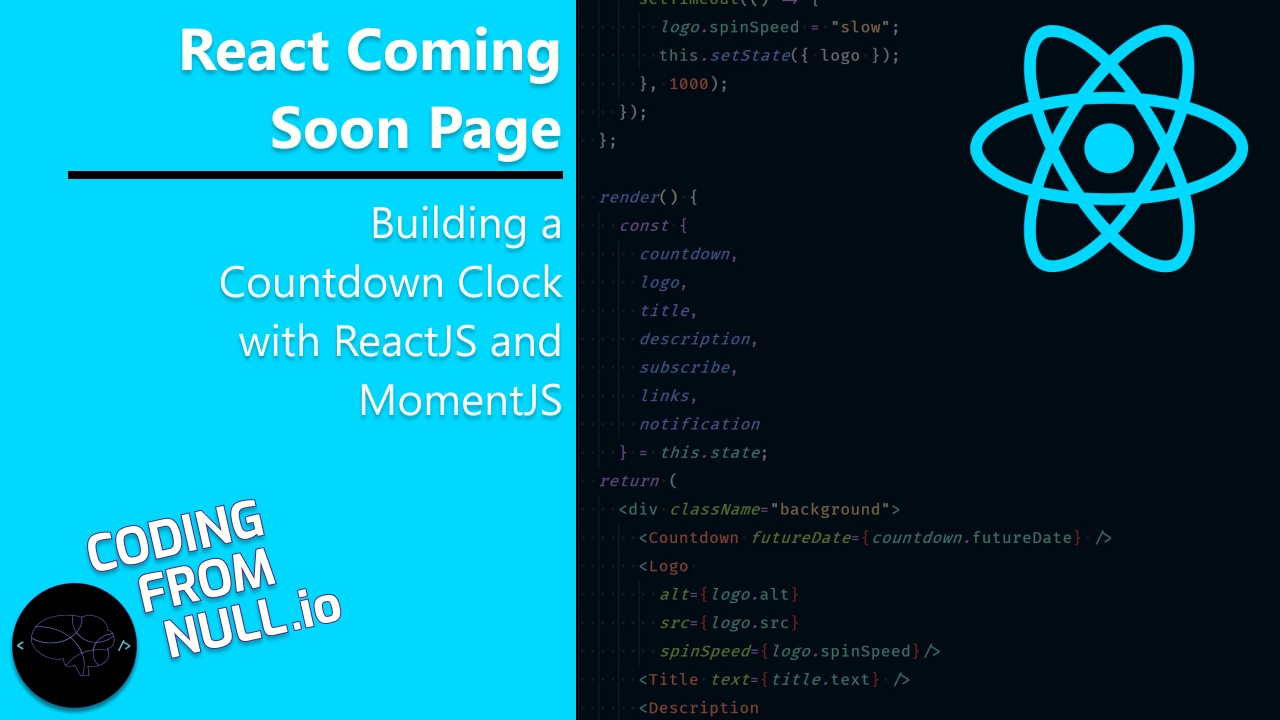 React Coming
Soon Page
Building a
Countdown Clock
with ReactJS and
MomentJS
CODING
FROM
NULL.io
< />
setTimeout(() => {
logo.spinSpeed = "slow";
this.setState({ logo });
}, 1000);
});
};
render() {
const {
countdown,
logo,
title,
description,
subscribe,
links,
notification
} = this.state;
return (
<div className="background">
<Countdown futureDate={countdown.futureDate} />
<Logo
alt={logo.alt}
src={logo.src}
spinSpeed={logo.spinSpeed}/>
<Title text={title.text} />
<Description